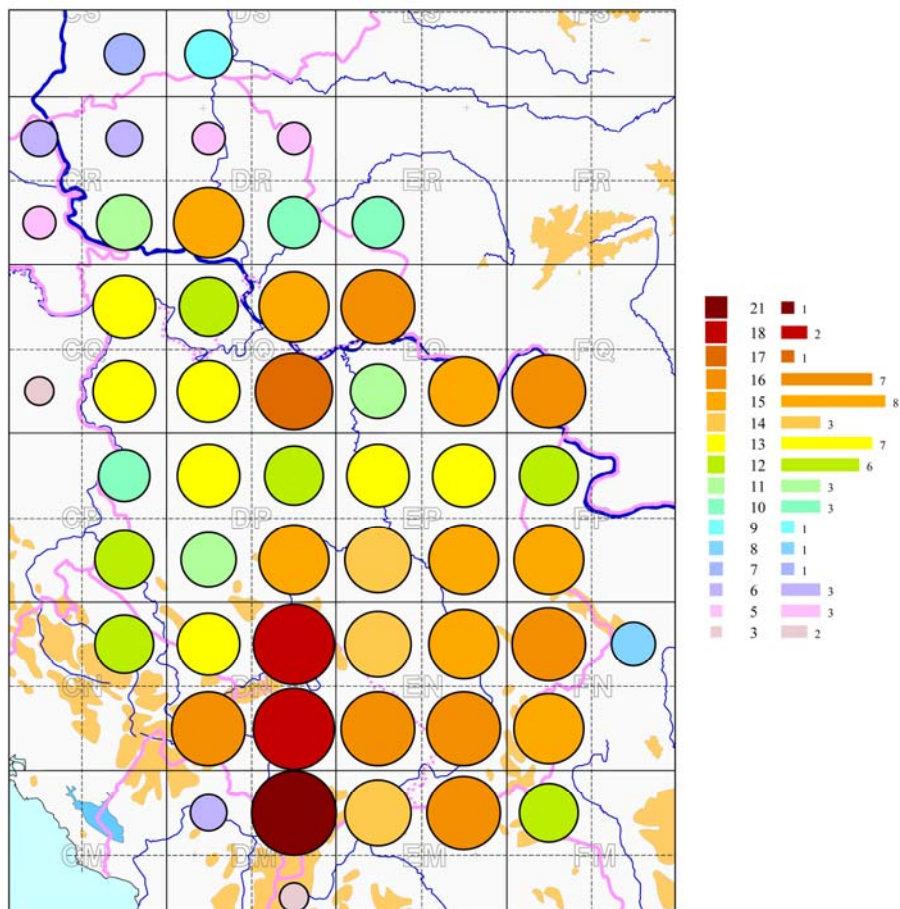 CS DS ES FS
CR DR ER FR
CQ DQ EQ
CP DP EP FP
CN DN EN FN
CM DM EM FM
21 1
18 2
17 1
16 7
15 8
14 3
13 7
12 6
11 3
10 3
9 1
8 1
7 1
6 3
5 3
3 2